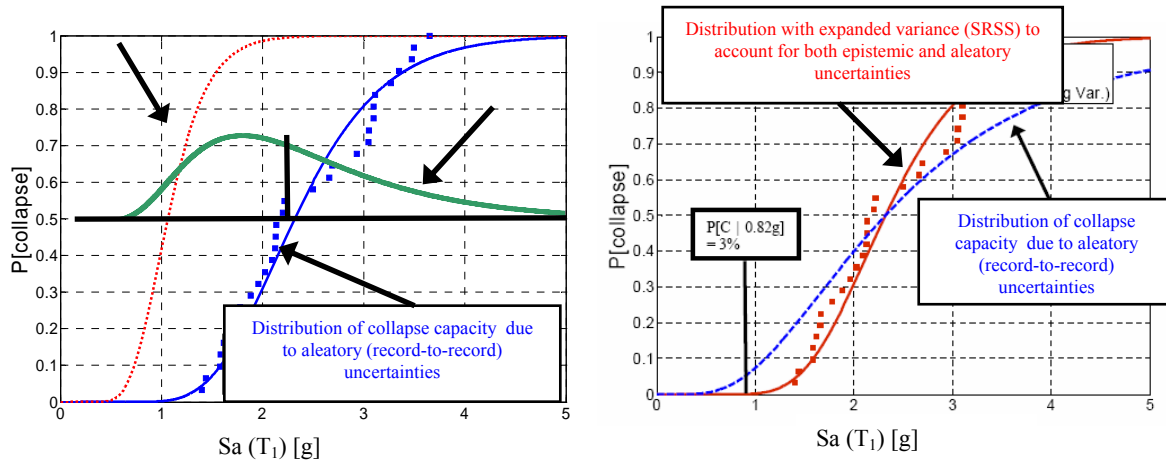 P[collapse]
1
0.9
0.8
0.7
0.6
0.5
0.4
0.3
0.2
0.1
0
Distribution of collapse capacity due
to aleatory (record-to-record)
uncertainties
0 1 2 3 4 5
Sa (T1) [g]
Distribution with expanded variance (SRSS) to
account for both epistemic and aleatory
uncertainties
g Var.)
P[collapse]
1
0.9
0.8
0.7
0.6
0.5
0.4
0.3
0.2
0.1
0
P[C | 0.82g]
= 3%
Distribution of collapse
capacity due to aleatory
(record-to-record)
uncertainties
0 1 2 3 4 5
Sa (T1) [g]